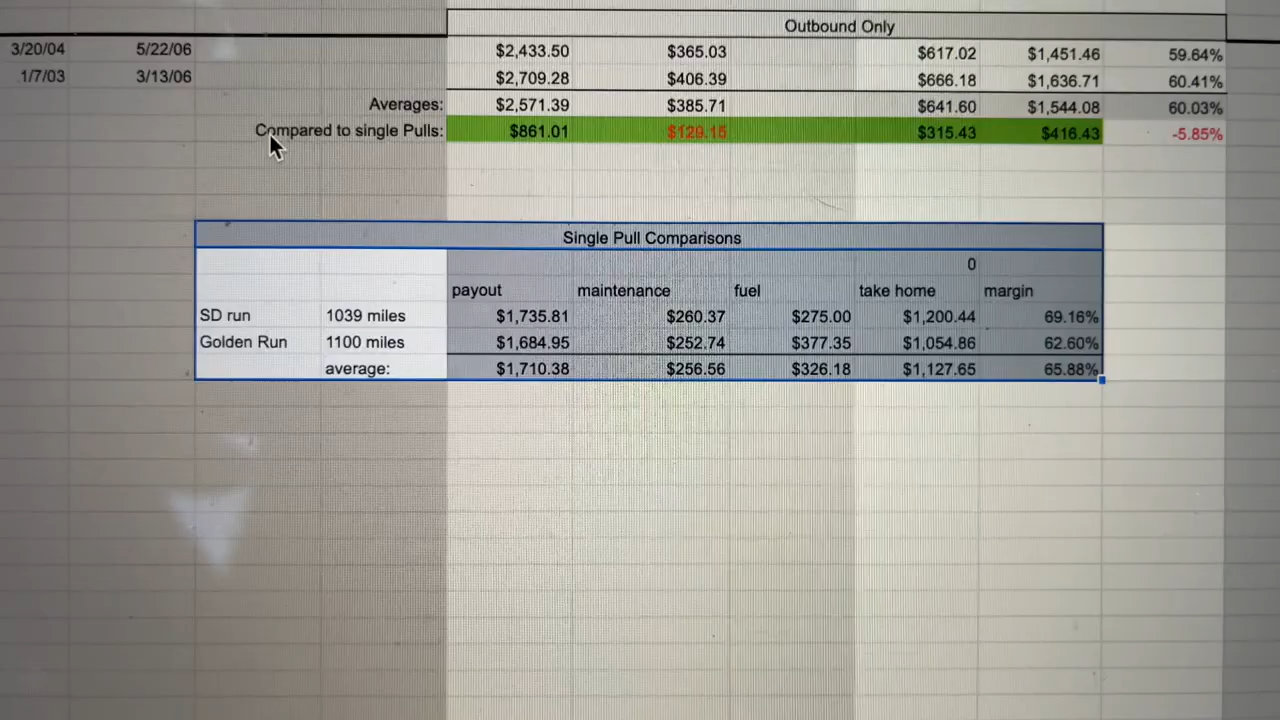 Outbound Only
3/20/04 5/22/06 $2,433.50 $365.03 $617.02 $1,451.46 59.64%
1/7/03 3/13/06 $2,709.28 $406.39 $666.18 $1,636.71 60.41%
Averages: $2,571.39 $385.71 $641.60 $1,544.08 60.03%
Compared to single Pulls: $861.01 $129.15 $315.43 $416.43 -5.85%
Single Pull Comparisons
0
payout maintenance fuel take home margin
SD run 1039 miles $1,735.81 $260.37 $275.00 $1,200.44 69.16%
Golden Run 1100 miles $1,684.95 $252.74 $377.35 $1,054.86 62.60%
average: $1,710.38 $256.56 $326.18 $1,127.65 65.88%